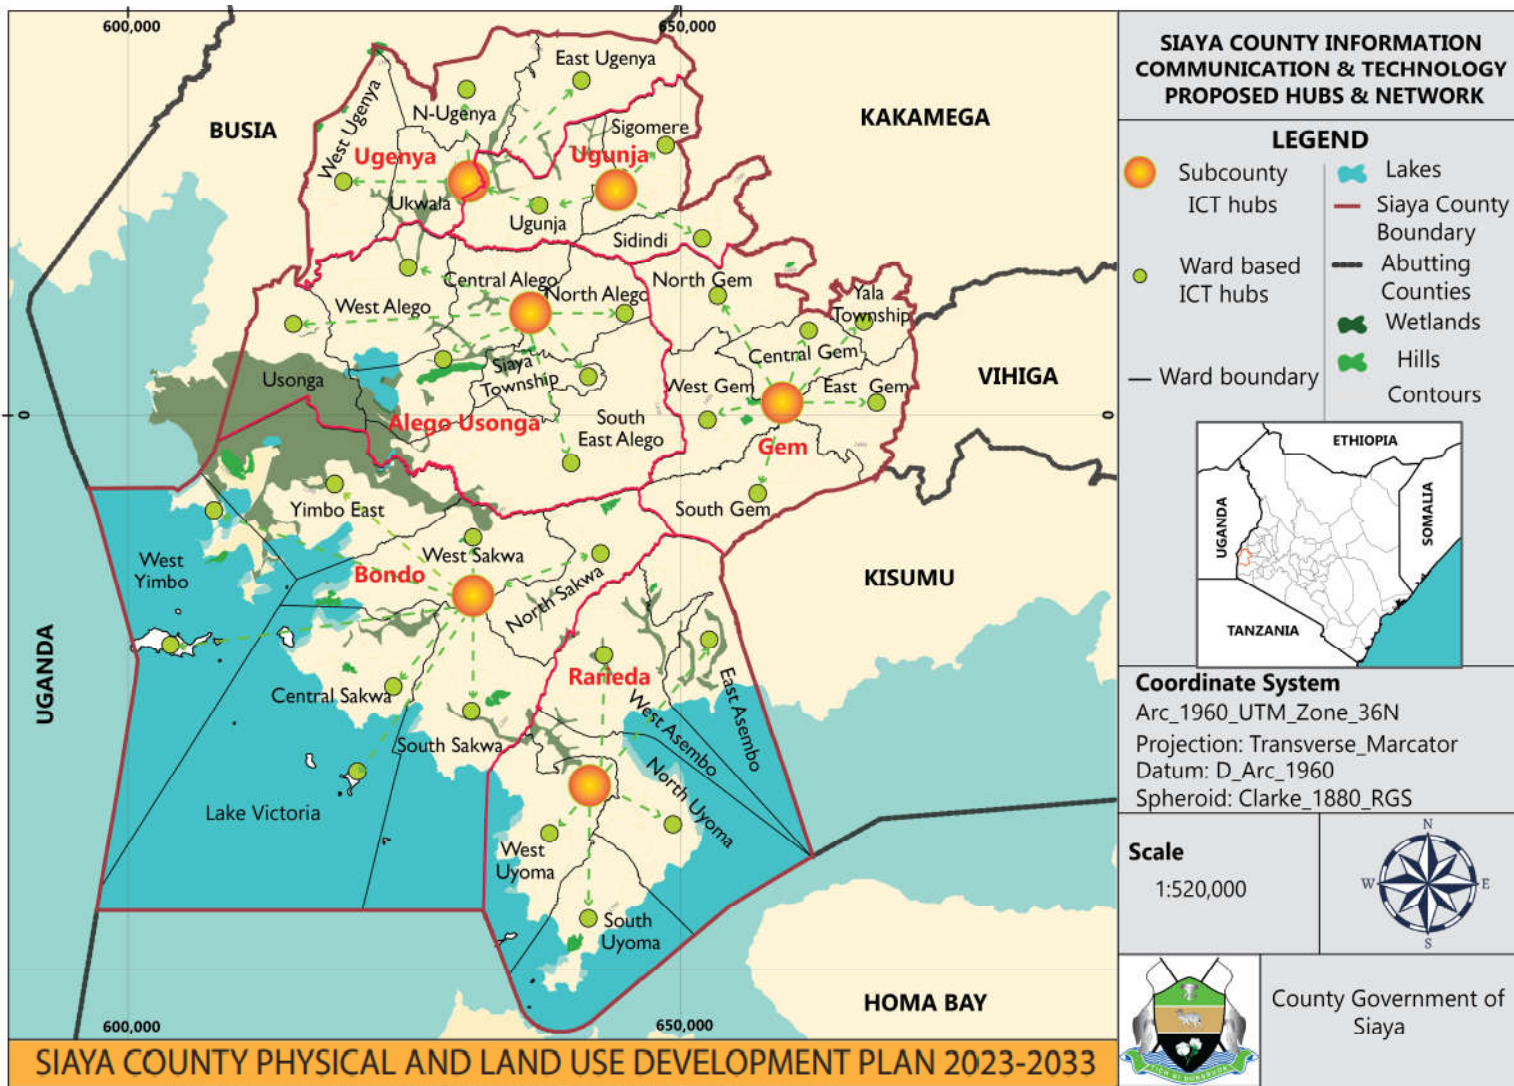 600,000
650,000
BUSIA
KAKAMEGA
East Ugenya
N-Ugenya
West Ugenya
Sigomere
Ugenya
Ugunja
Ukwala
Ugunja
Sidindi
Central Alego
North Alego
North Gem
Yala
Township
West Alego
Central Gem
VIHIGA
Usonga
Siaya
Township
West Gem
East Gem
0
0
Alego Usonga
South
East Alego
Gem
South Gem
Yimbo East
West Sakwa
West
Yimbo
Bondo
North Sakwa
KISUMU
UGANDA
Rarieda
Central Sakwa
South Sakwa
West Asembo
East Asembo
North Uyoma
Lake Victoria
West
Uyoma
South
Uyoma
HOMA BAY
600,000
650,000
SIAYA COUNTY PHYSICAL AND LAND USE DEVELOPMENT PLAN 2023-2033
SIAYA COUNTY INFORMATION
COMMUNICATION & TECHNOLOGY
PROPOSED HUBS & NETWORK
LEGEND
Subcounty
ICT hubs
Ward based
ICT hubs
Ward boundary
Lakes
Siaya County
Boundary
Abutting
Counties
Wetlands
Hills
Contours
ETHIOPIA
UGANDA
SOMALIA
TANZANIA
Coordinate System
Arc_1960_UTM_Zone_36N
Projection: Transverse_Marcator
Datum: D_Arc_1960
Spheroid: Clarke_1880_RGS
Scale
1:520,000
N
W
E
S
County Government of
Siaya